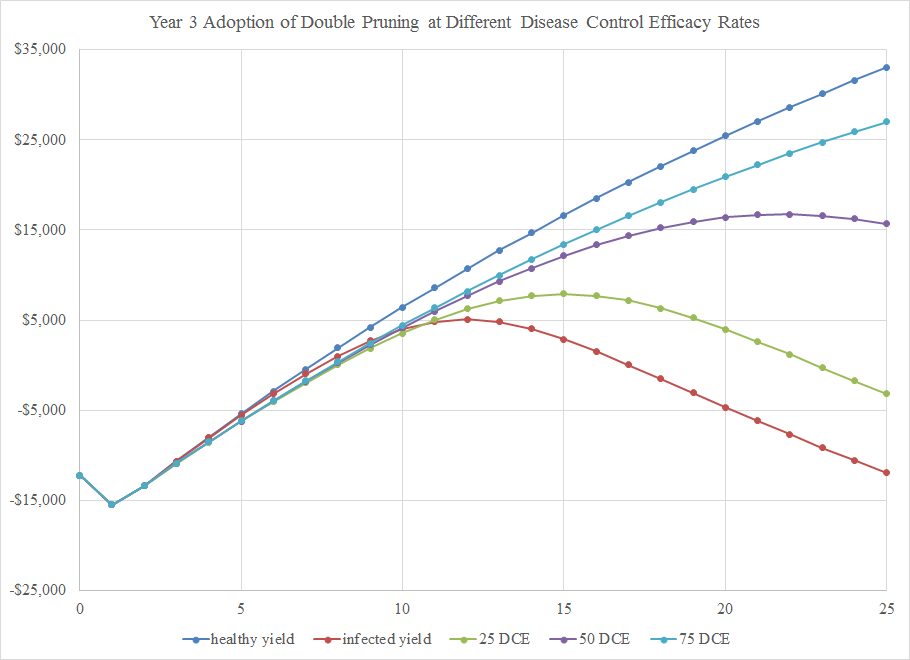 Year 3 Adoption of Double Pruning at Different Disease Control Efficacy Rates
$35,000
$25,000
$15,000
$5,000
-$5,000
-$15,000
-$25,000
0 5 10 15 20 25
healthy yield infected yield 25 DCE 50 DCE 75 DCE